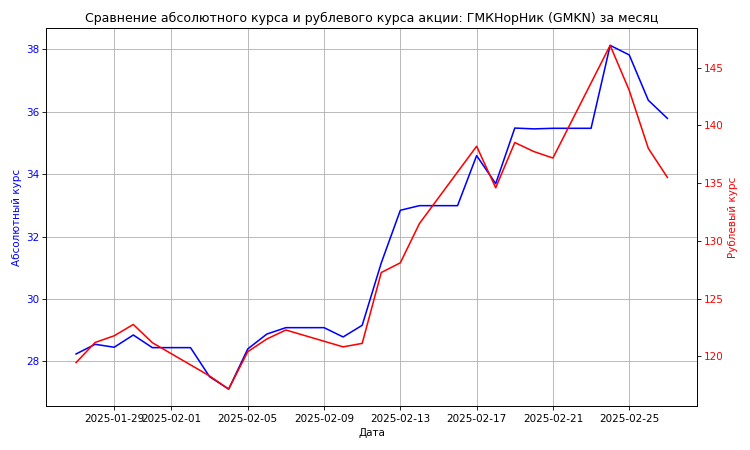 Сравнение абсолютного курса и рублевого курса акции: ГМКНорНик (GMKN) за месяц
38
36
34
32
30
28
Абсолютный курс
145
140
135
130
125
120
Рублевый курс
2025-01-29 2025-02-01 2025-02-05 2025-02-09 2025-02-13 2025-02-17 2025-02-21 2025-02-25
Дата